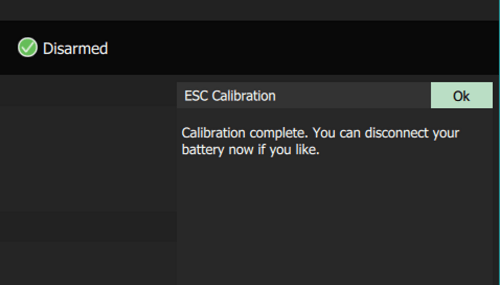 Disarmed
ESC Calibration
Ok
Calibration complete. You can disconnect your
battery now if you like.